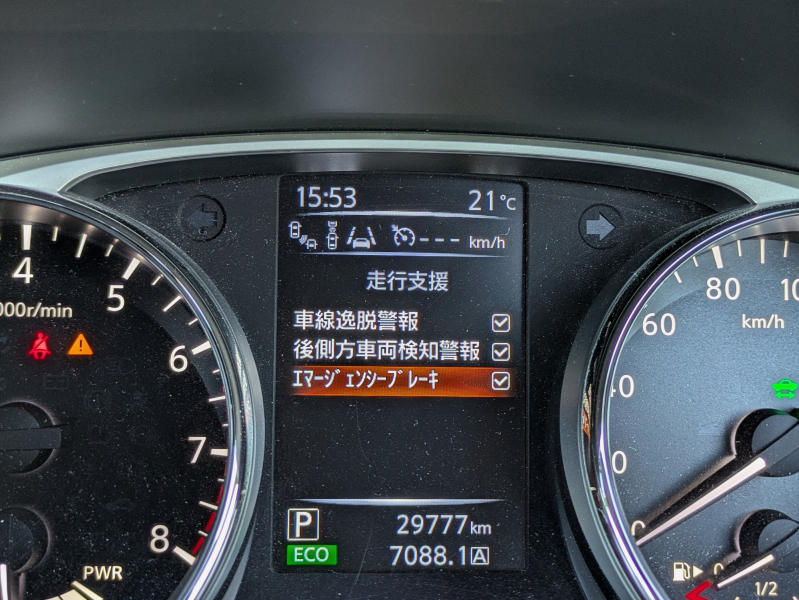 15:53 21℃
--- km/h
走行支援
車線逸脱警報
後側方車両検知警報
ｴﾏｰｼﾞｪﾝｼｰﾌﾞﾚｰｷ
P 29777km
ECO 7088.1 A
4
5
6
7
8
000r/min
PWR
80
60
km/h
0
1/2